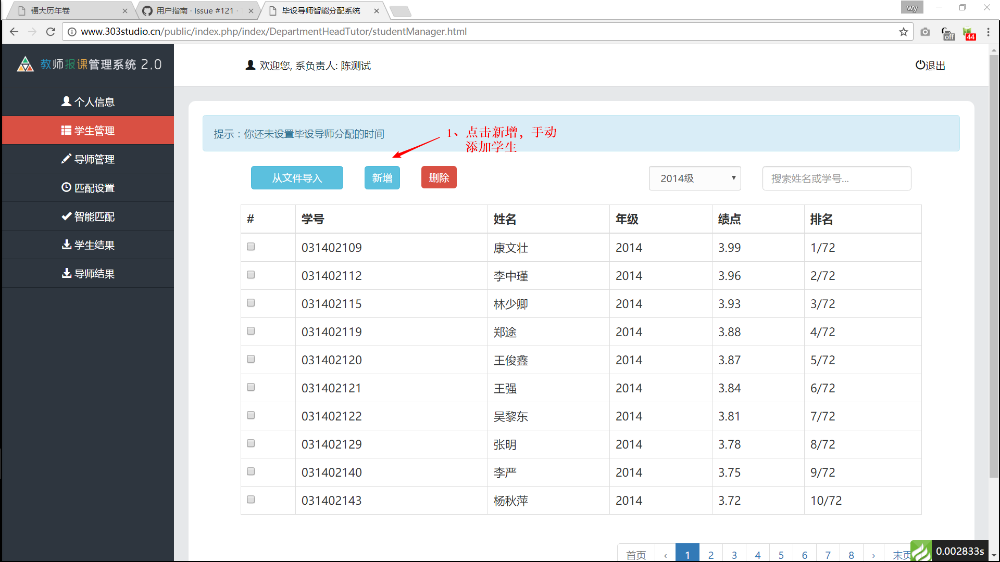 福大历年卷
用户指南 · Issue #121 ·
毕设导师智能分配系统
wy
www.303studio.cn/public/index.php/index/DepartmentHeadTutor/studentManager.html
off
44
教师报课管理系统 2.0
欢迎您, 系负责人: 陈测试
退出
个人信息
学生管理
导师管理
匹配设置
智能匹配
学生结果
导师结果
提示：你还未设置毕设导师分配的时间
1、点击新增，手动
添加学生
从文件导入 新增 删除 2014级 搜索姓名或学号...
# 学号 姓名 年级 绩点 排名
031402109 康文壮 2014 3.99 1/72
031402112 李中瑾 2014 3.96 2/72
031402115 林少卿 2014 3.93 3/72
031402119 郑途 2014 3.88 4/72
031402120 王俊鑫 2014 3.87 5/72
031402121 王强 2014 3.84 6/72
031402122 吴黎东 2014 3.81 7/72
031402129 张明 2014 3.78 8/72
031402140 李严 2014 3.75 9/72
031402143 杨秋萍 2014 3.72 10/72
首页 ‹ 1 2 3 4 5 6 7 8 › 末页
0.002833s